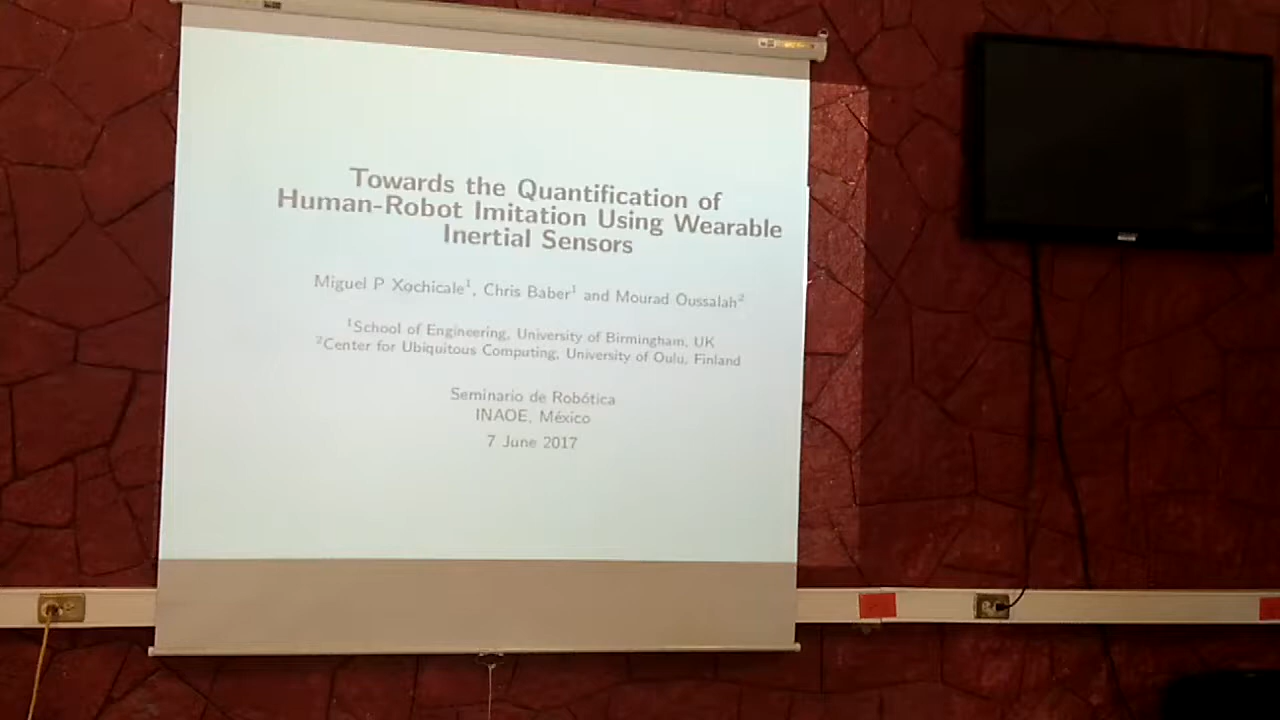 Towards the Quantification of
Human-Robot Imitation Using Wearable
Inertial Sensors
Miguel P Xochicale¹, Chris Baber¹ and Mourad Oussalah²
¹School of Engineering, University of Birmingham, UK
²Center for Ubiquitous Computing, University of Oulu, Finland
Seminario de Robótica
INAOE, México
7 June 2017